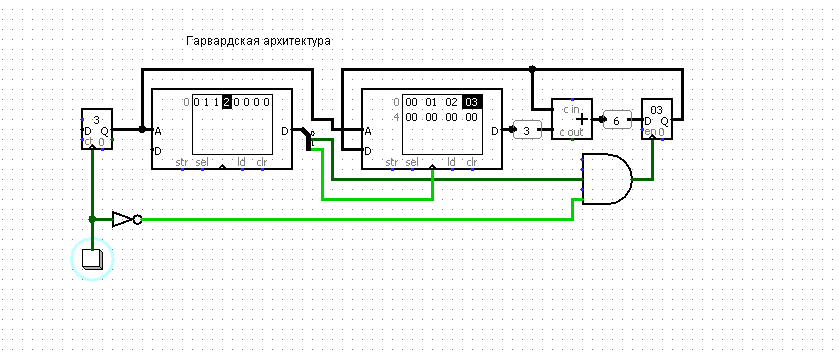 Гарвардская архитектура
3
D Q
ct 0
0 0 1 1 2 0 0 0 0
A
D
D
str sel ld clr
0 00 01 02 03
.4 00 00 00 00
A
D
D
str sel ld clr
3
c in
+
c out
6
03
D Q
en 0